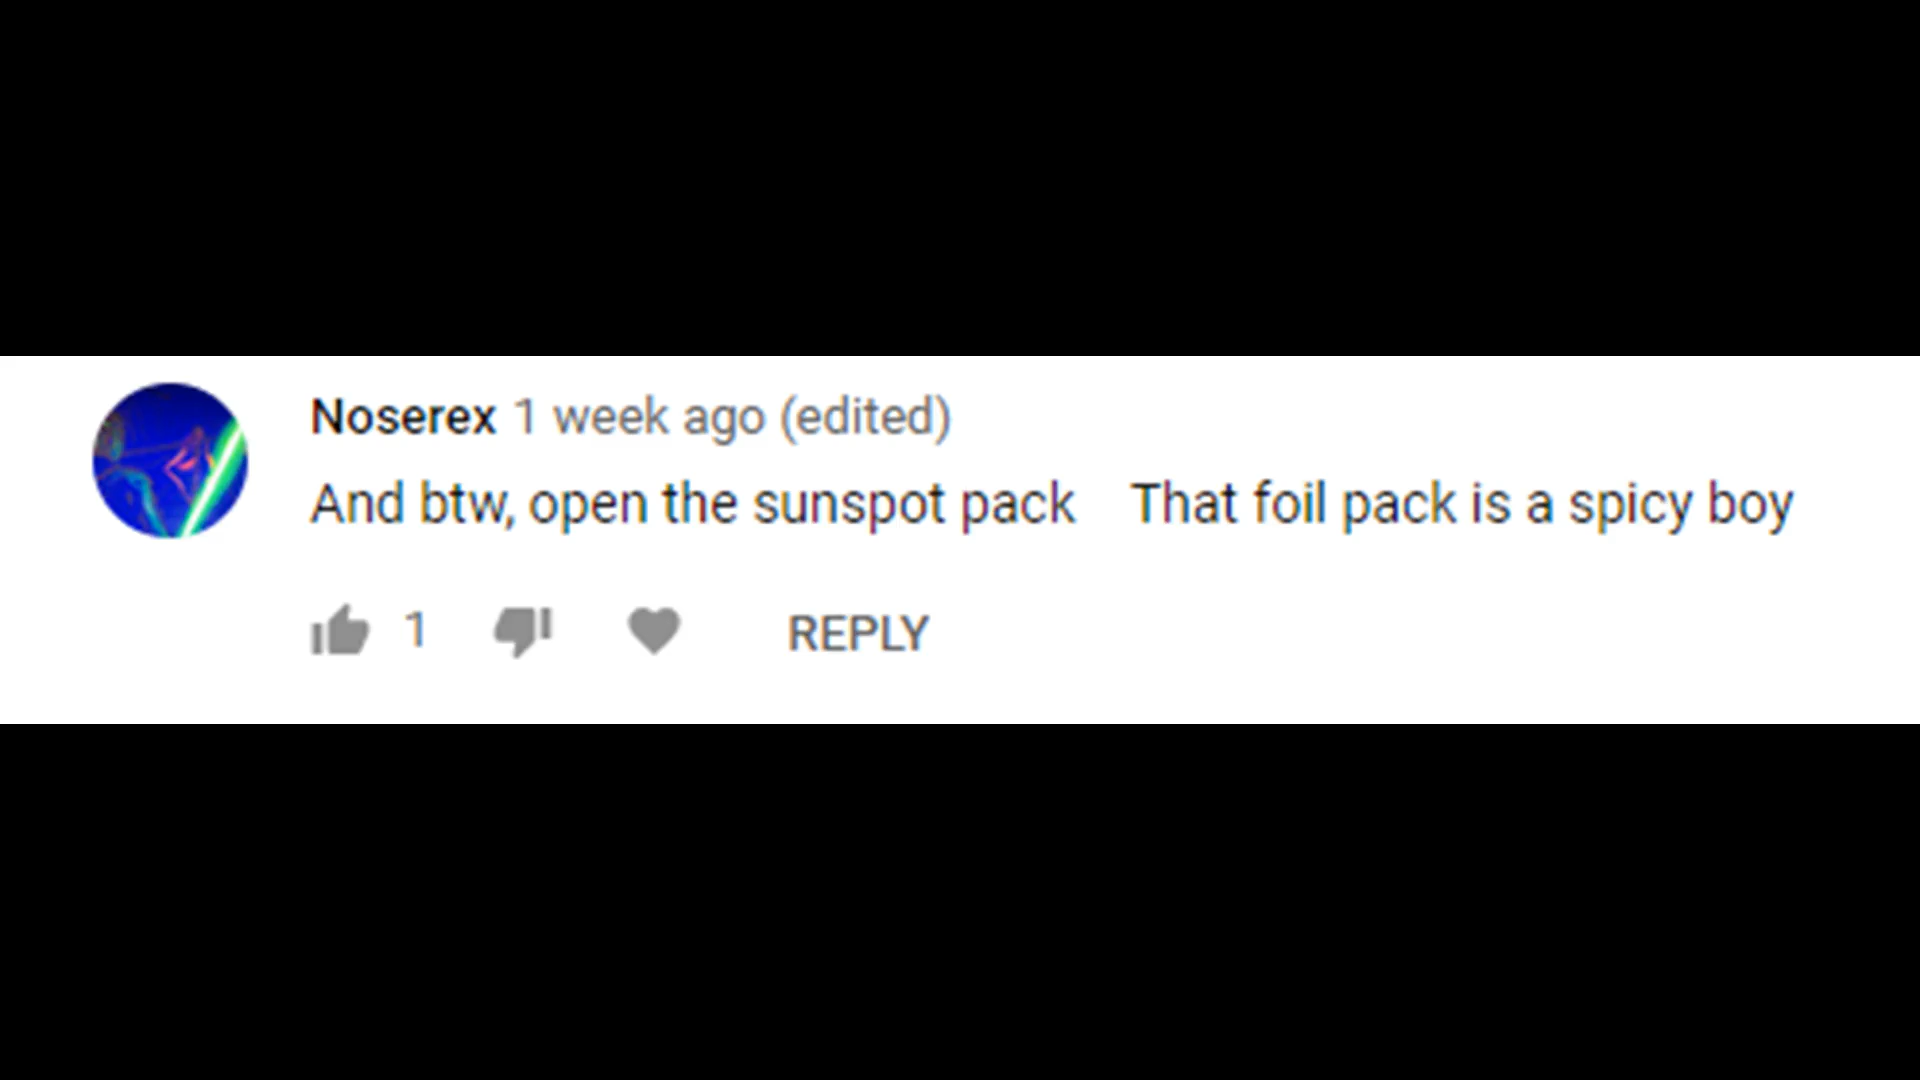 Noserex 1 week ago (edited)
And btw, open the sunspot pack That foil pack is a spicy boy
1 REPLY